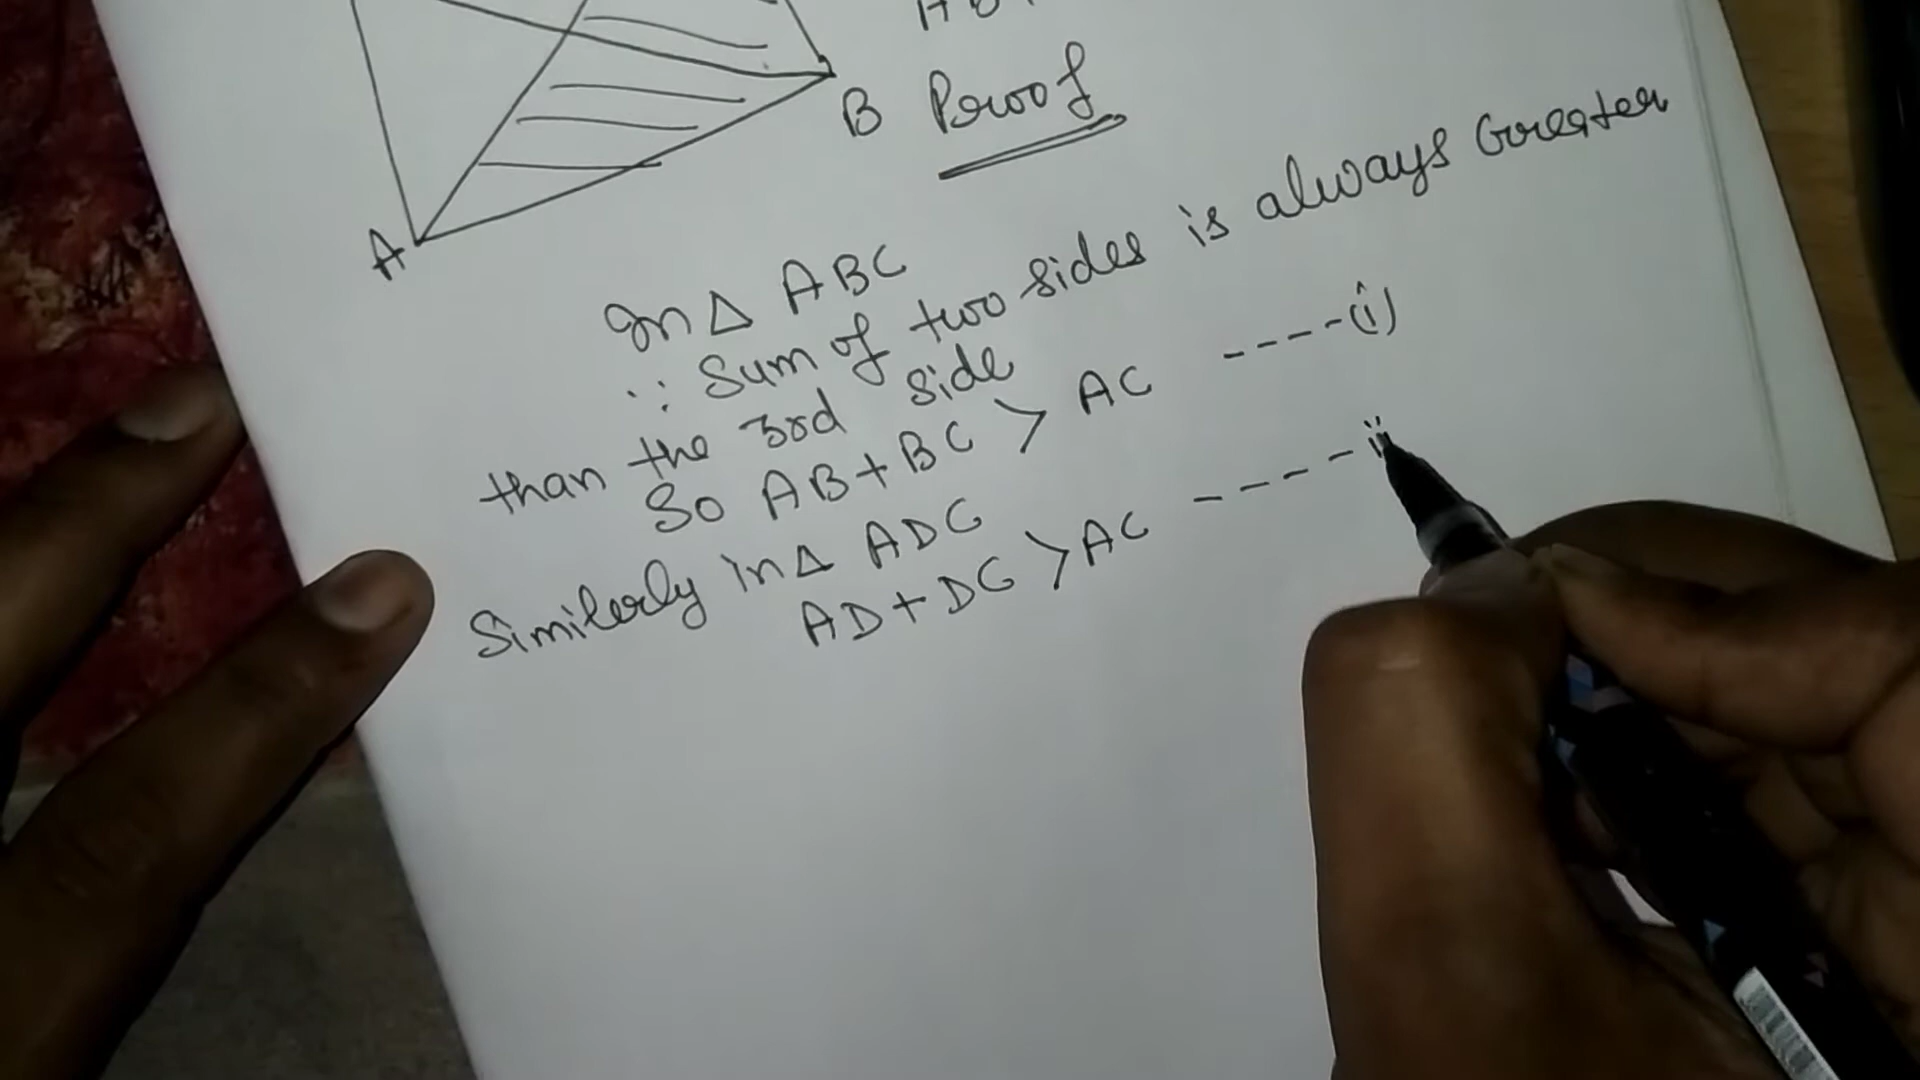 B Proof
A
In Δ ABC
∵ Sum of two sides is always Greater
than the 3rd side
So AB+BC > AC ----(i)
Similerly in Δ ADC
AD+DC > AC ----ii